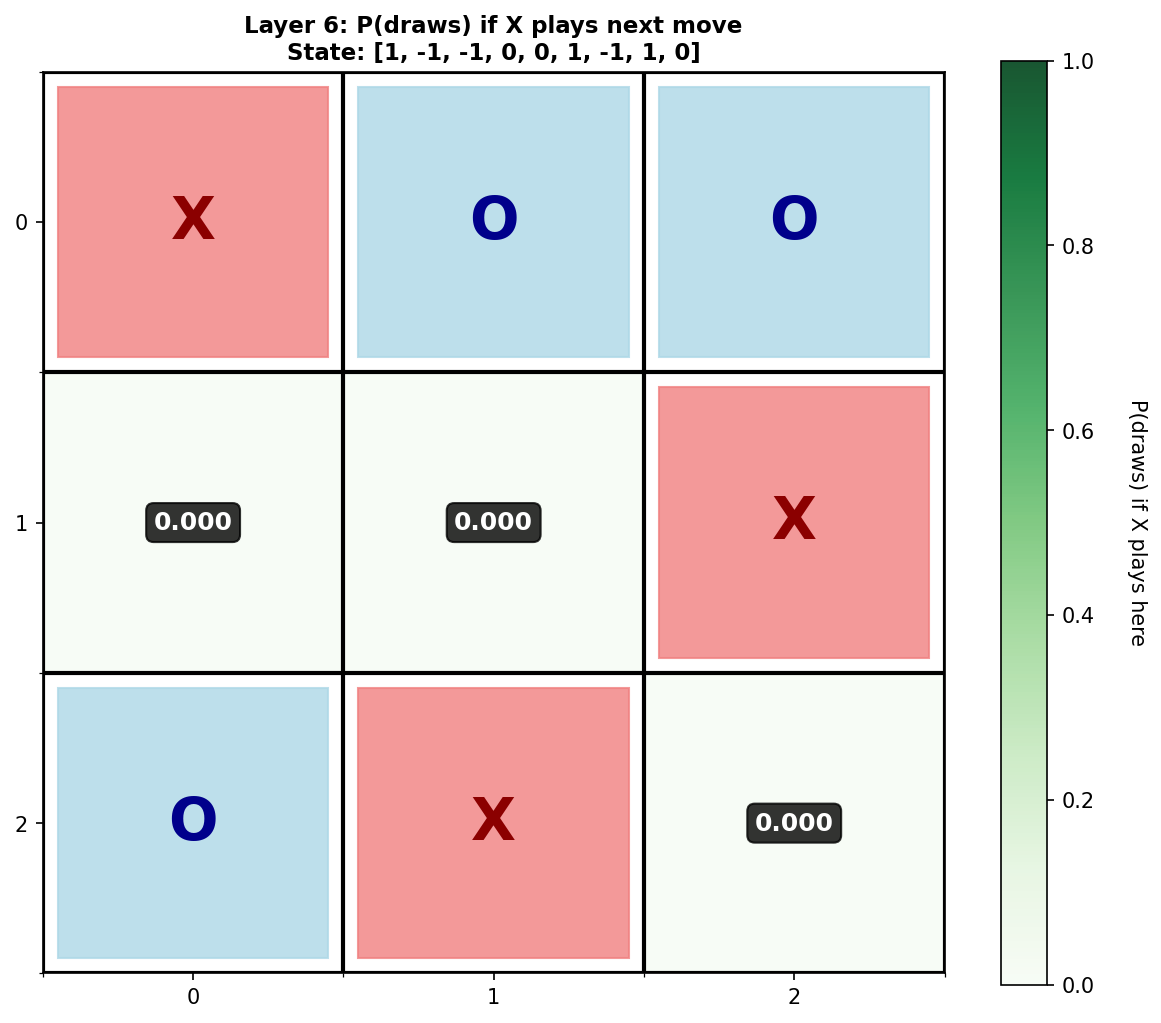 Layer 6: P(draws) if X plays next move
State: [1, -1, -1, 0, 0, 1, -1, 1, 0]
X
O
O
0
0.000
0.000
X
1
O
X
0.000
2
0
1
2
1.0
0.8
0.6
0.4
0.2
0.0
P(draws) if X plays here